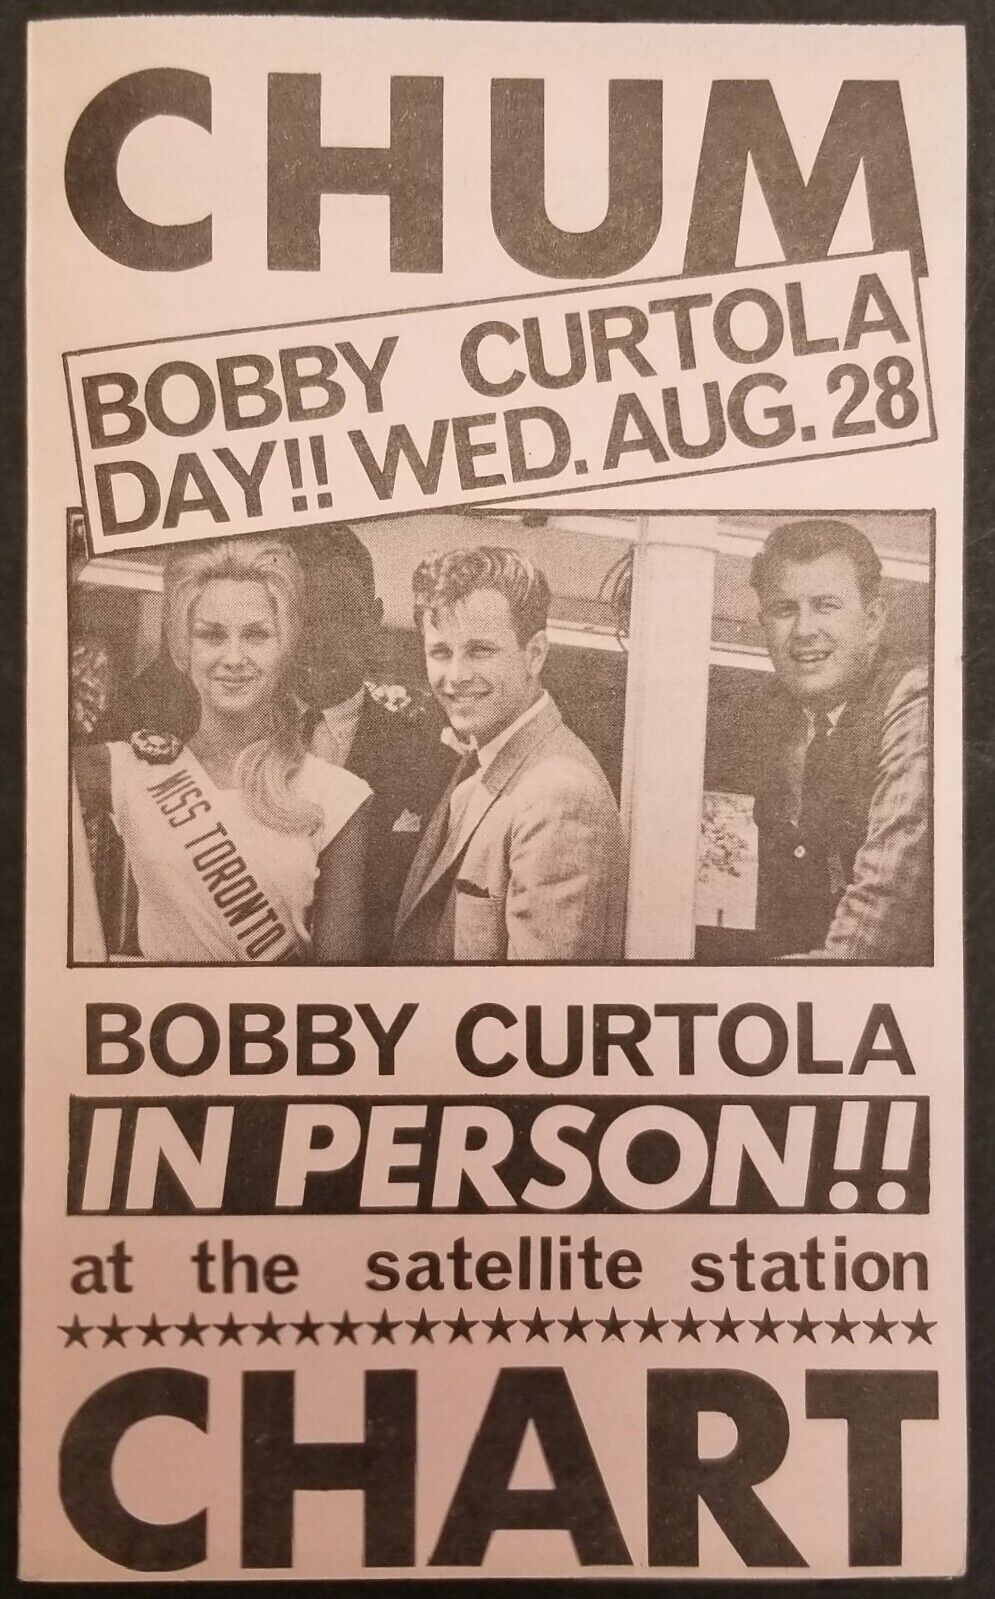 CHUM
BOBBY CURTOLA
DAY!! WED. AUG. 28
MISS TORONTO
BOBBY CURTOLA
IN PERSON!!
at the satellite station
CHART